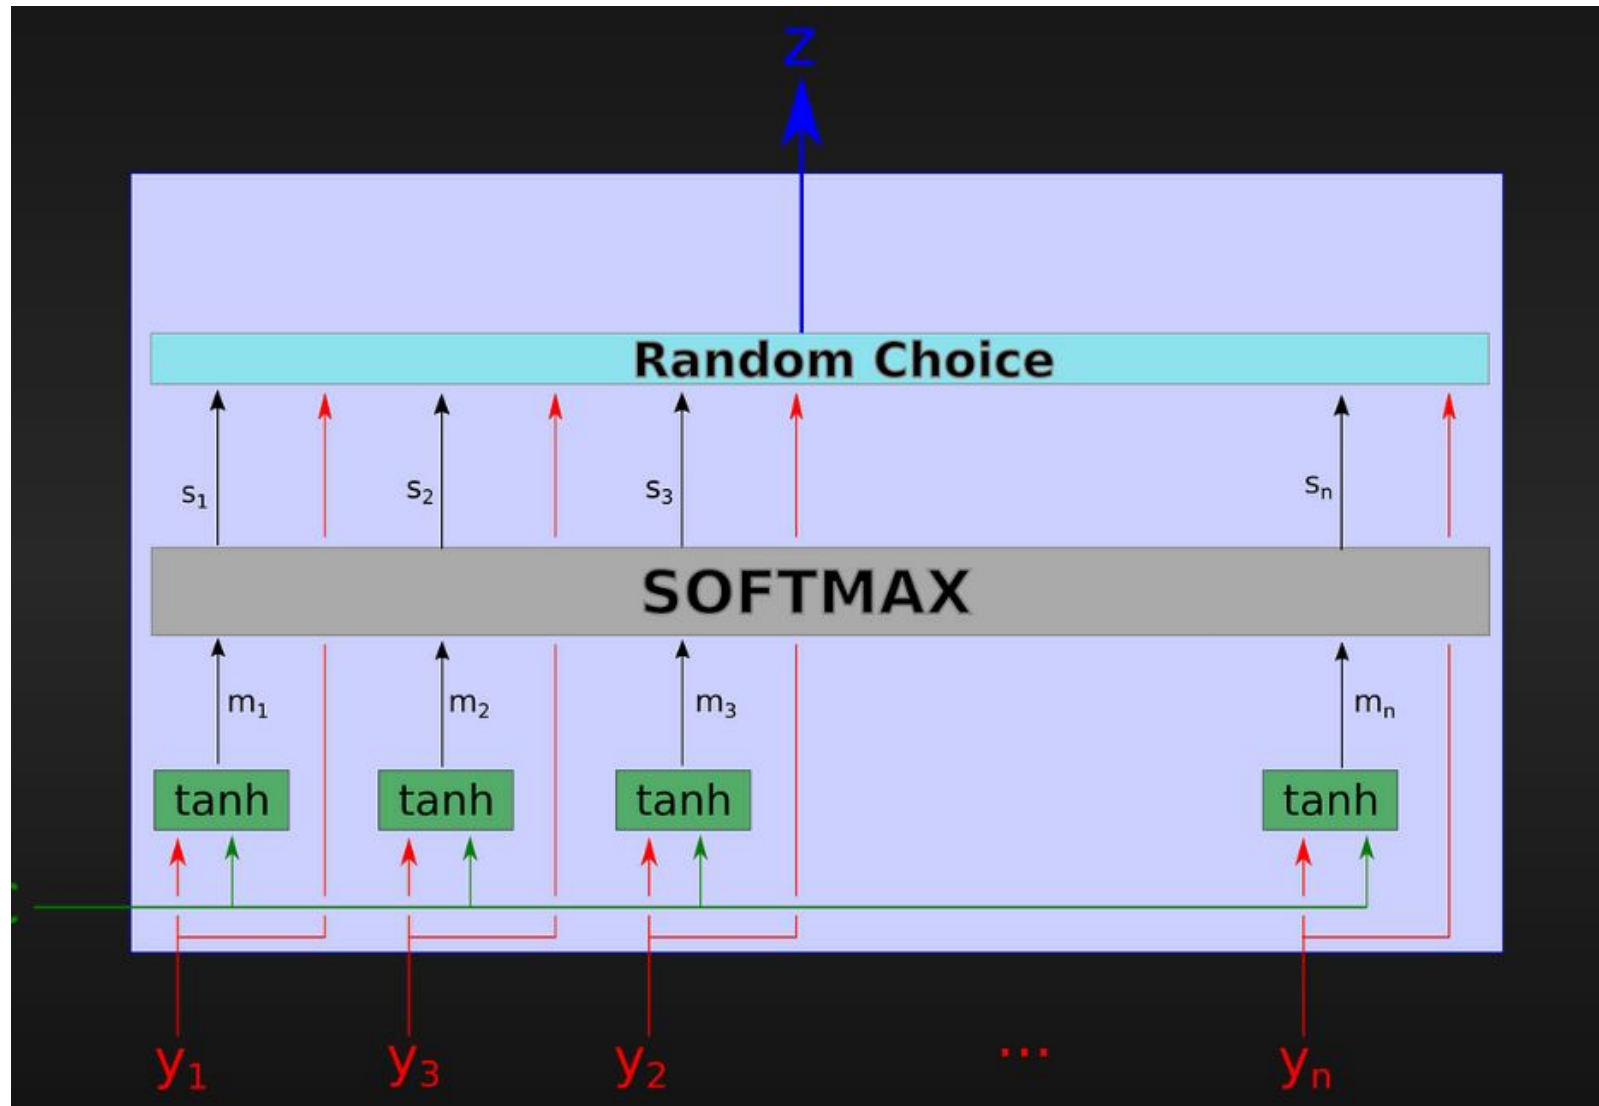 z
Random Choice
s₁ s₂ s₃ sₙ
SOFTMAX
m₁ m₂ m₃ mₙ
tanh tanh tanh tanh
y₁ y₃ y₂ ... yₙ